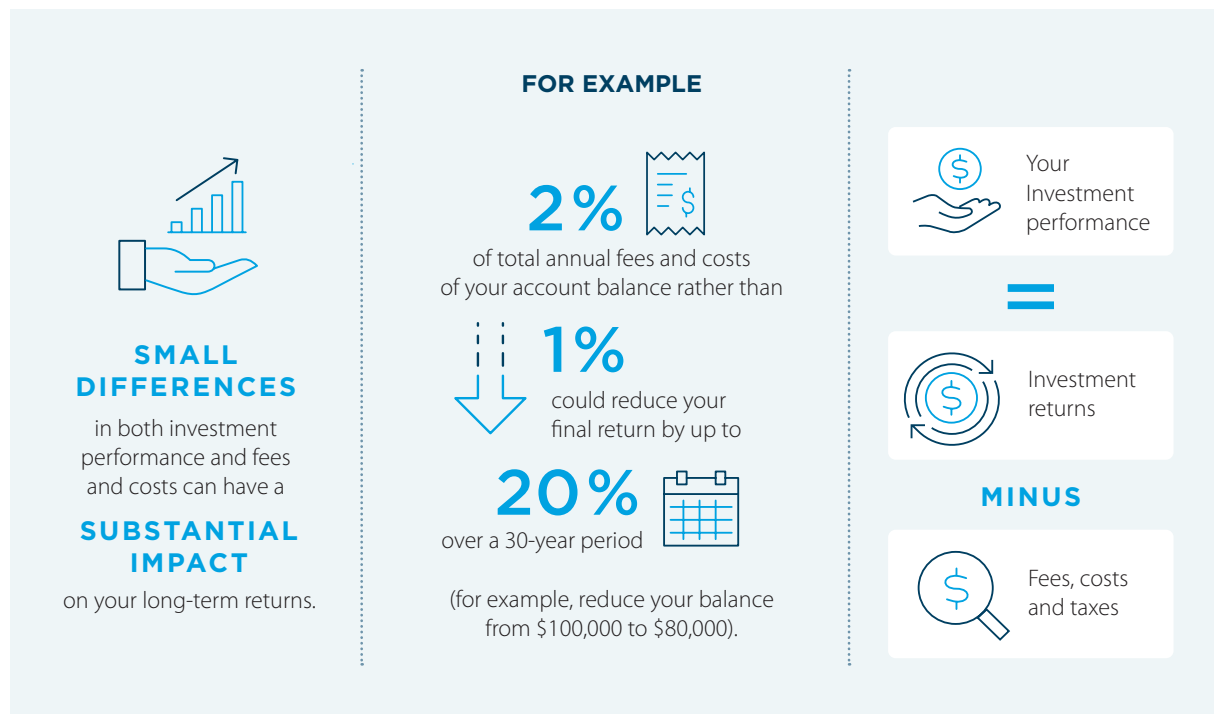 SMALL
DIFFERENCES
in both investment
performance and fees
and costs can have a
SUBSTANTIAL
IMPACT
on your long-term returns.
FOR EXAMPLE
2%
of total annual fees and costs
of your account balance rather than
1%
could reduce your
final return by up to
20%
over a 30-year period
(for example, reduce your balance
from $100,000 to $80,000).
$
Your
Investment
performance
=
Investment
returns
MINUS
Fees, costs
and taxes